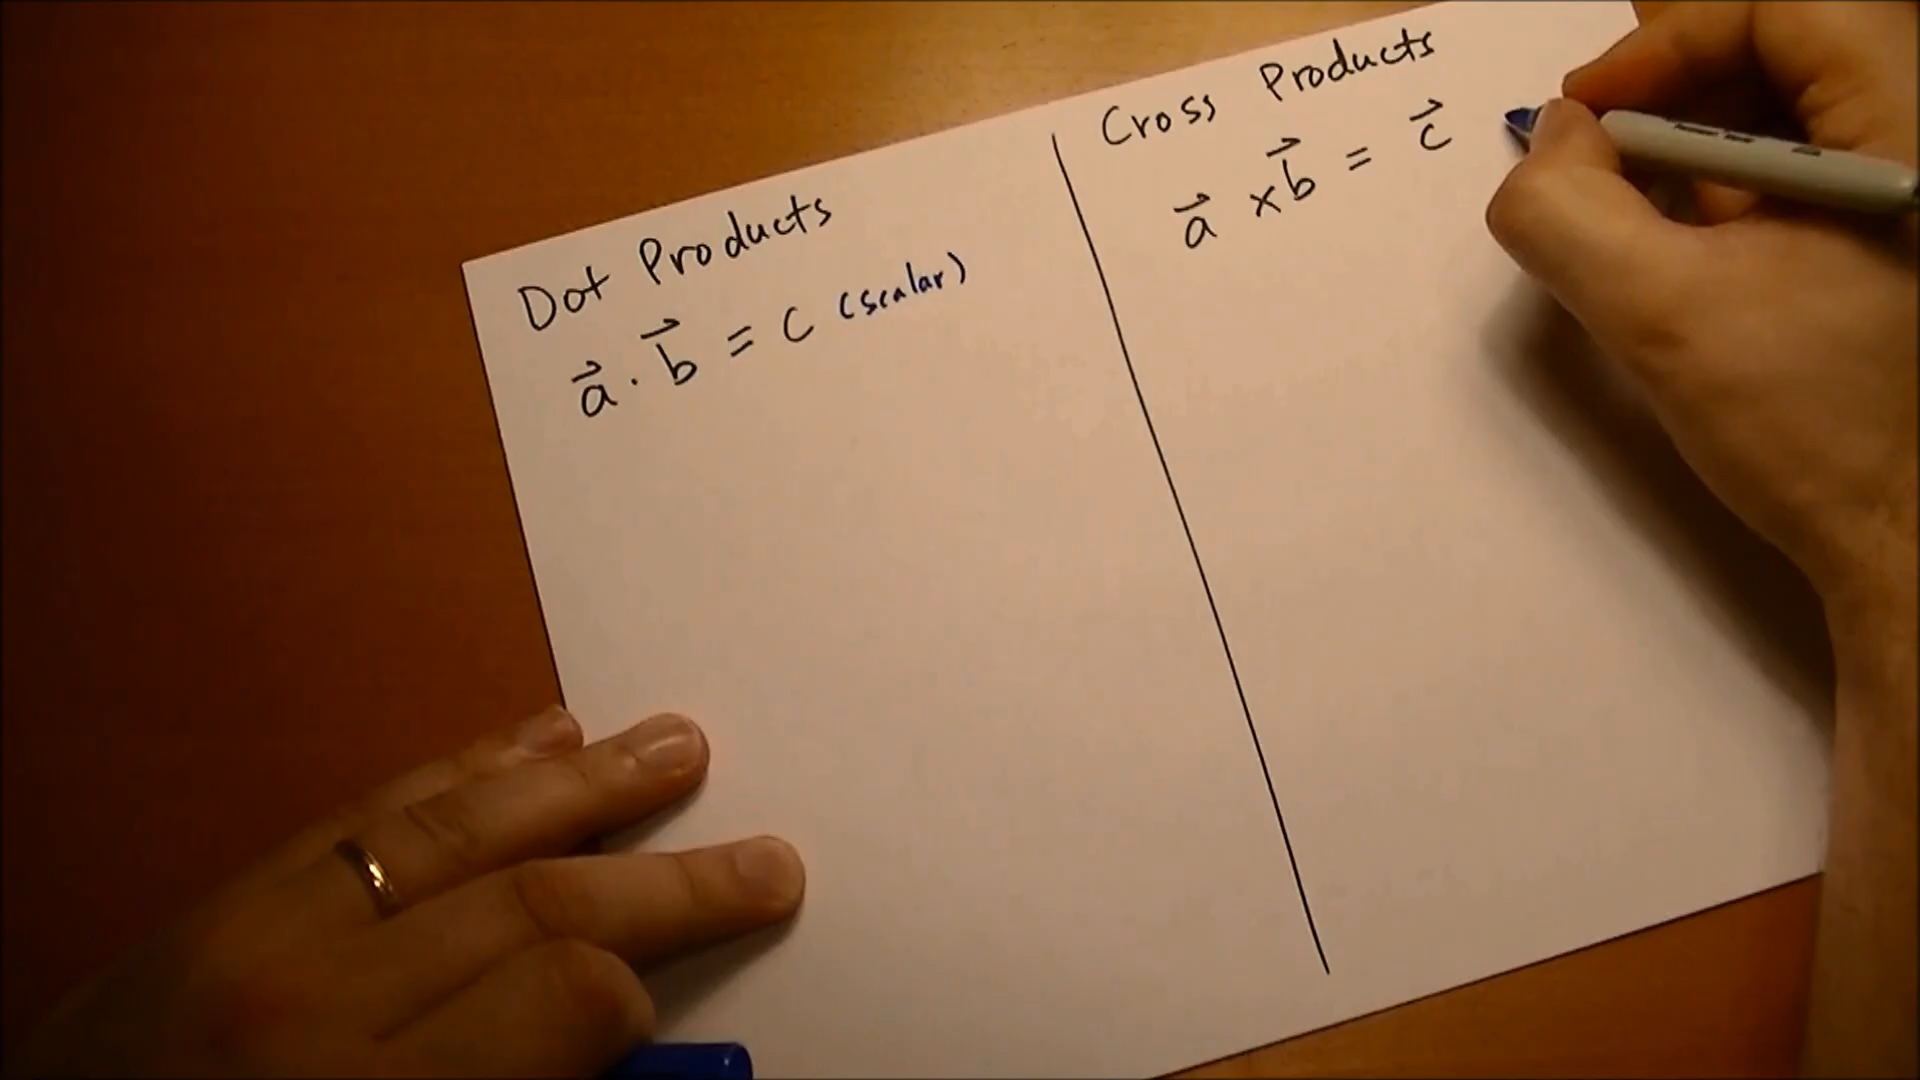 Dot Products
a⃗ · b⃗ = c (scalar)
Cross Products
a⃗ × b⃗ = c⃗